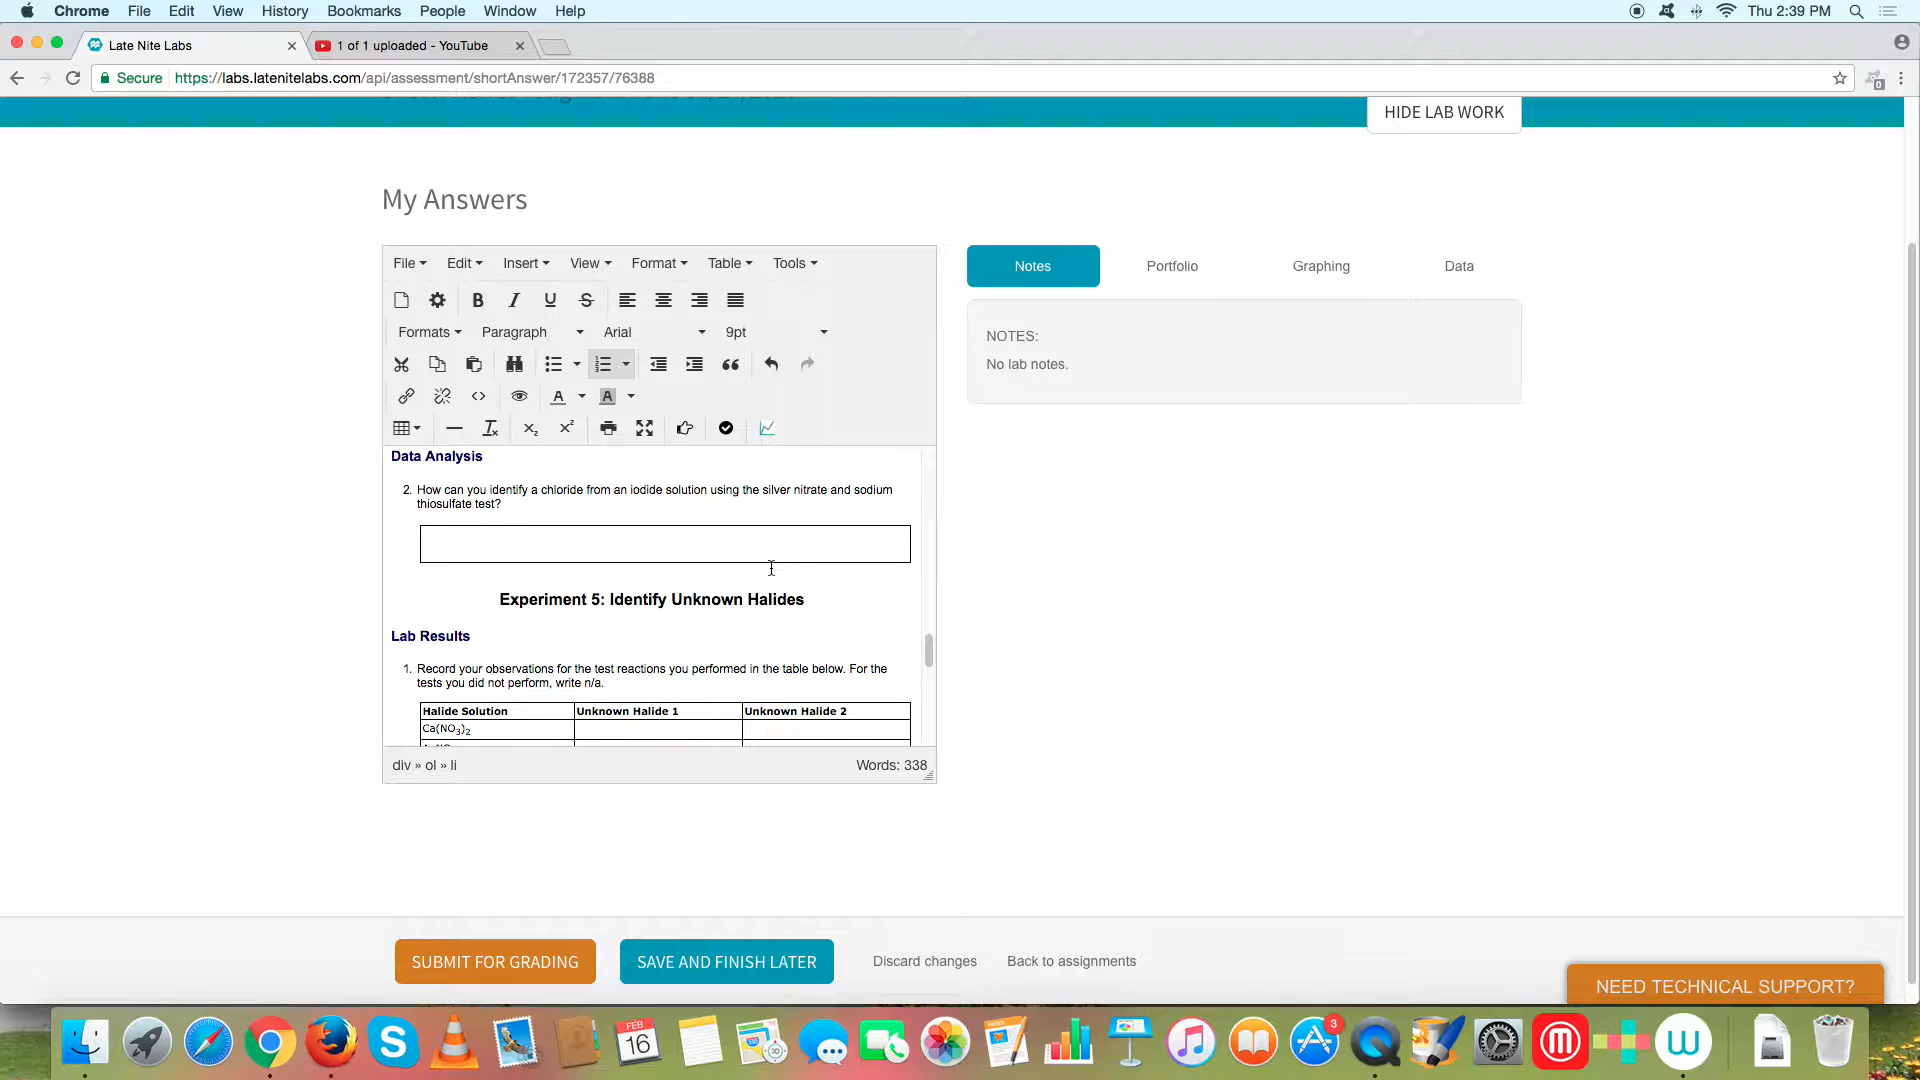 Chrome File Edit View History Bookmarks People Window Help Thu 2:39 PM
Late Nite Labs 1 of 1 uploaded - YouTube
Secure https://labs.latenitelabs.com/api/assessment/shortAnswer/172357/76388
HIDE LAB WORK
My Answers
File Edit Insert View Format Table Tools
Notes Portfolio Graphing Data
Formats Paragraph Arial 9pt
NOTES:
No lab notes.
Data Analysis
2. How can you identify a chloride from an iodide solution using the silver nitrate and sodium
thiosulfate test?
Experiment 5: Identify Unknown Halides
Lab Results
1. Record your observations for the test reactions you performed in the table below. For the
tests you did not perform, write n/a.
Halide Solution Unknown Halide 1 Unknown Halide 2
Ca(NO3)2
div » ol » li Words: 338
SUBMIT FOR GRADING SAVE AND FINISH LATER Discard changes Back to assignments
NEED TECHNICAL SUPPORT?
FEB
16
3